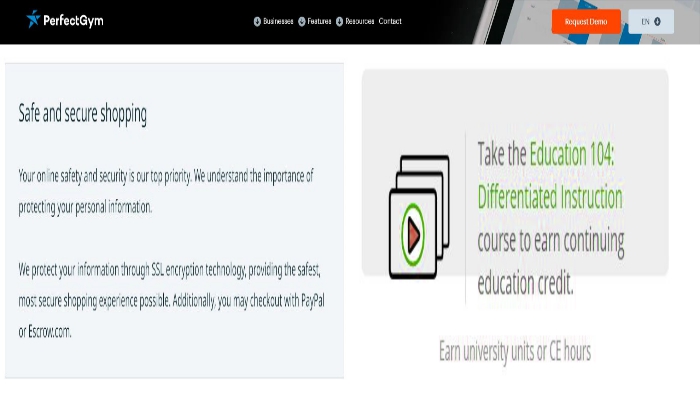 PerfectGym
Businesses Features Resources Contact
Request Demo
EN
Safe and secure shopping
Your online safety and security is our top priority. We understand the importance of
protecting your personal information.
We protect your information through SSL encryption technology, providing the safest,
most secure shopping experience possible. Additionally, you may checkout with PayPal
or Escrow.com.
Take the Education 104:
Differentiated Instruction
course to earn continuing
education credit.
Earn university units or CE hours